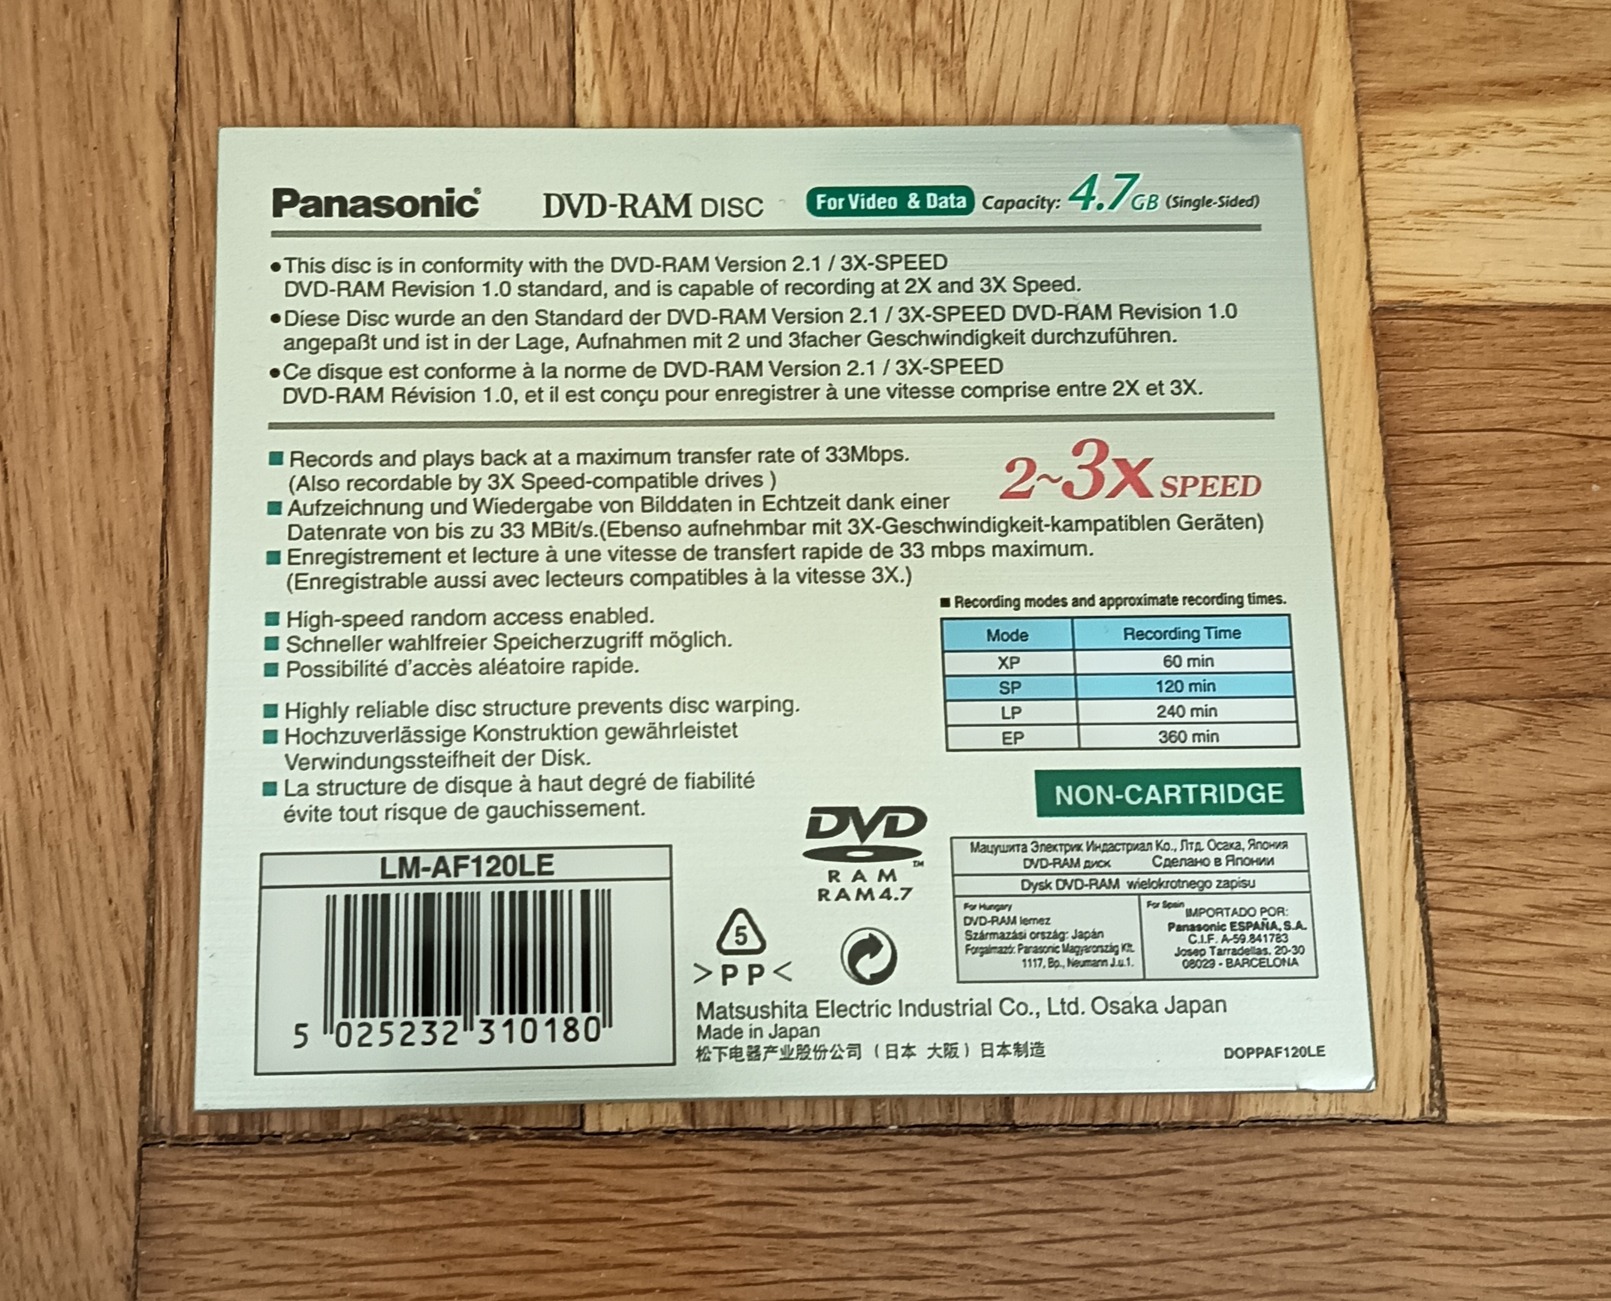 Panasonic® DVD-RAM DISC For Video & Data Capacity: 4.7GB (Single-Sided)
●This disc is in conformity with the DVD-RAM Version 2.1 / 3X-SPEED
DVD-RAM Revision 1.0 standard, and is capable of recording at 2X and 3X Speed.
●Diese Disc wurde an den Standard der DVD-RAM Version 2.1 / 3X-SPEED DVD-RAM Revision 1.0
angepaßt und ist in der Lage, Aufnahmen mit 2 und 3facher Geschwindigkeit durchzuführen.
●Ce disque est conforme à la norme de DVD-RAM Version 2.1 / 3X-SPEED
DVD-RAM Révision 1.0, et il est conçu pour enregistrer à une vitesse comprise entre 2X et 3X.
■ Records and plays back at a maximum transfer rate of 33Mbps.
(Also recordable by 3X Speed-compatible drives )
2~3X SPEED
■ Aufzeichnung und Wiedergabe von Bilddaten in Echtzeit dank einer
Datenrate von bis zu 33 MBit/s.(Ebenso aufnehmbar mit 3X-Geschwindigkeit-kampatiblen Geräten)
■ Enregistrement et lecture à une vitesse de transfert rapide de 33 mbps maximum.
(Enregistrable aussi avec lecteurs compatibles à la vitesse 3X.)
■ High-speed random access enabled.
■ Schneller wahlfreier Speicherzugriff möglich.
■ Possibilité d'accès aléatoire rapide.
■ Highly reliable disc structure prevents disc warping.
■ Hochzuverlässige Konstruktion gewährleistet
Verwindungssteifheit der Disk.
■ La structure de disque à haut degré de fiabilité
évite tout risque de gauchissement.
■ Recording modes and approximate recording times.
Mode Recording Time
XP 60 min
SP 120 min
LP 240 min
EP 360 min
NON-CARTRIDGE
LM-AF120LE
5 025232 310180
DVD™
RAM
RAM4.7
5
>PP<
Мацушита Электрик Индастриал Ко., Лтд. Осака, Япония
DVD-RAM диск Сделано в Японии
Dysk DVD-RAM wielokrotnego zapisu
For Hungary
DVD-RAM lemez
Származási ország: Japán
Forgalmazó: Panasonic Magyarország Kft.
1117, Bp., Neumann J.u.1.
For Spain
IMPORTADO POR:
Panasonic ESPAÑA, S.A.
C.I.F. A-59.841783
Josep Tarradellas, 20-30
08029 - BARCELONA
Matsushita Electric Industrial Co., Ltd. Osaka Japan
Made in Japan
松下电器产业股份公司（日本 大阪）日本制造
DOPPAF120LE